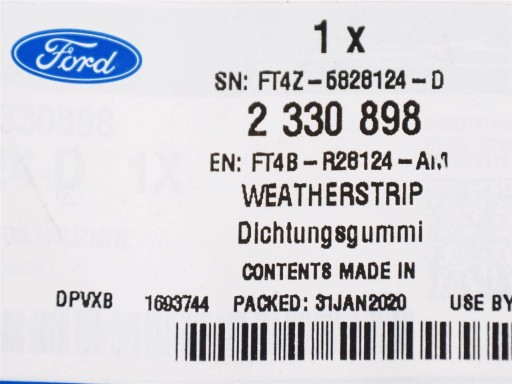 Ford
1 x
SN: FT4Z-5828124-D
2 330 898
EN: FT4B-R28124-AM
WEATHERSTRIP
Dichtungsgummi
CONTENTS MADE IN
DPVXB 1693744 PACKED: 31JAN2020 USE BY